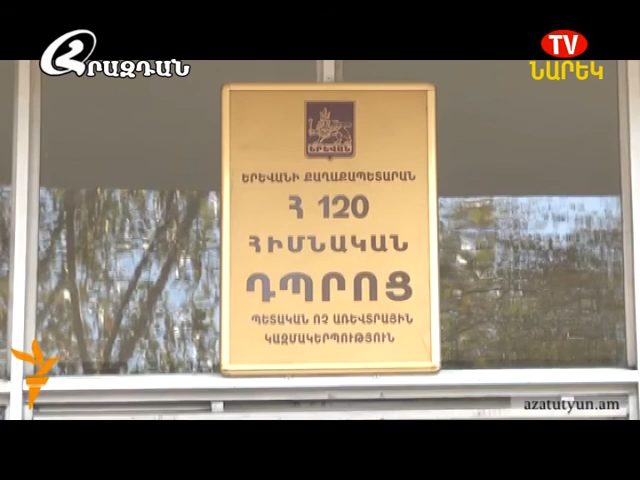 ՀՐԱԶԴԱՆ
TV
ՆԱՐԵԿ
ԵՐԵՎԱՆ
ԵՐԵՎԱՆԻ ՔԱՂԱՔԱՊԵՏԱՐԱՆ
Հ 120
ՀԻՄՆԱԿԱՆ
ԴՊՐՈՑ
ՊԵՏԱԿԱՆ ՈՉ ԱՌԵՎՏՐԱՅԻՆ
ԿԱԶՄԱԿԵՐՊՈՒԹՅՈՒՆ
azatutyun.am